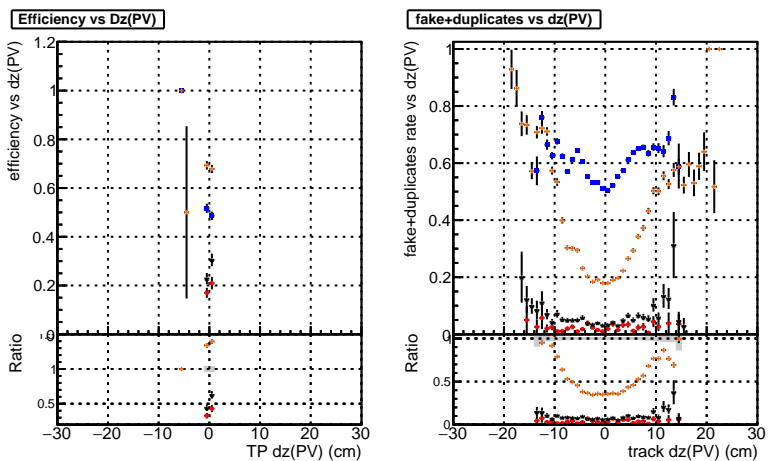 Efficiency vs Dz(PV)
efficiency vs dz(PV)
1.2
1
0.8
0.6
0.4
0.2
0
Ratio
1
0.5
−30 −20 −10 0 10 20 30
TP dz(PV) (cm)
fake+duplicates vs dz(PV)
fake+duplicates rate vs dz(PV)
1
0.8
0.6
0.4
0.2
0
Ratio
1
0.5
0
−30 −20 −10 0 10 20 30
track dz(PV) (cm)